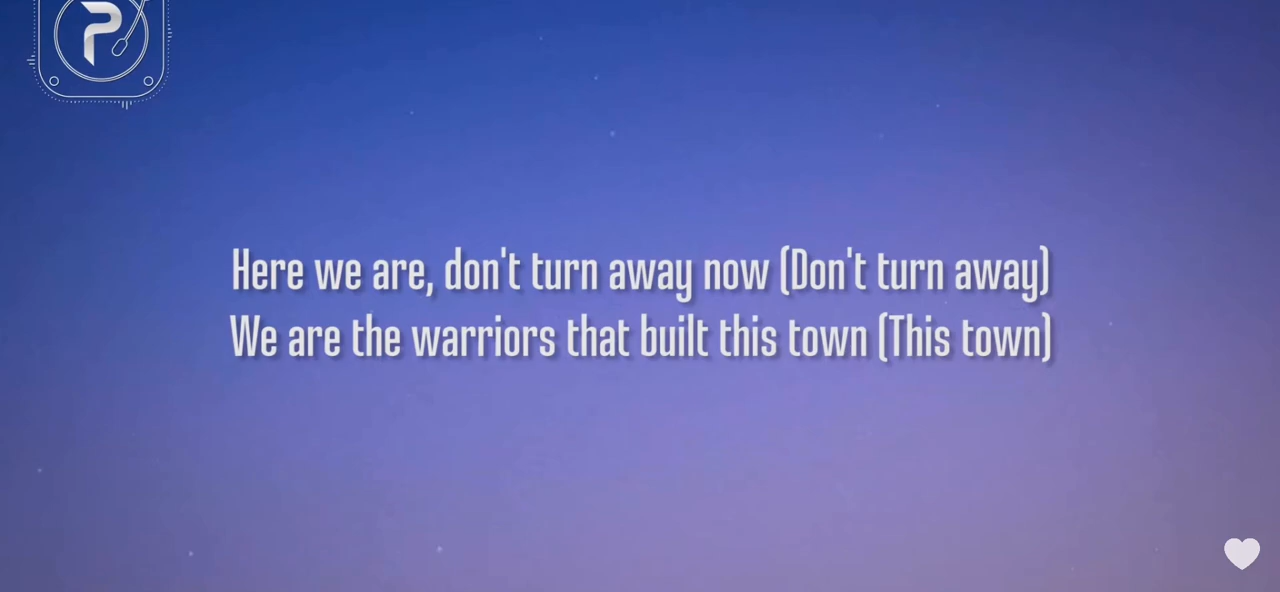 P
Here we are, don't turn away now (Don't turn away)
We are the warriors that built this town (This town)